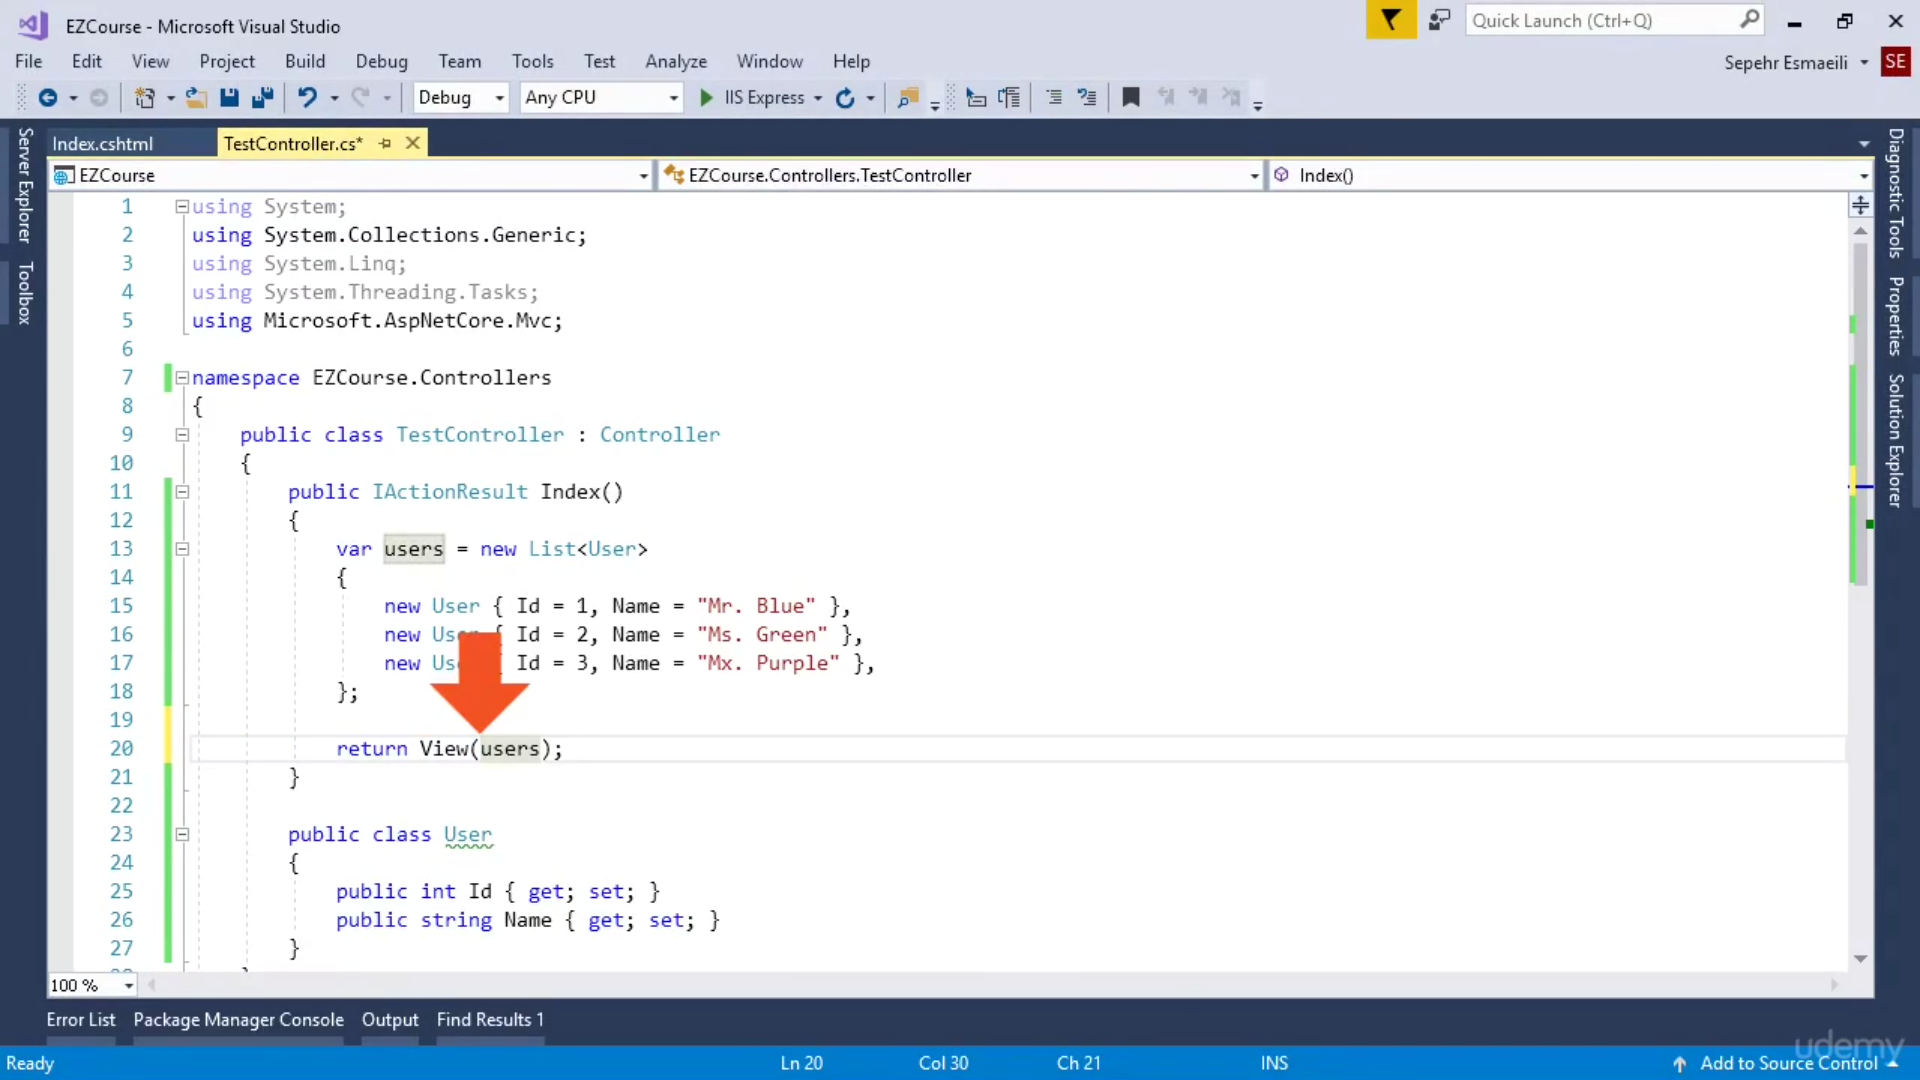 EZCourse - Microsoft Visual Studio
Quick Launch (Ctrl+Q)
File Edit View Project Build Debug Team Tools Test Analyze Window Help
Sepehr Esmaeili SE
Debug Any CPU IIS Express
Index.cshtml TestController.cs*
EZCourse EZCourse.Controllers.TestController Index()
Server Explorer
Toolbox
Diagnostic Tools
Properties
Solution Explorer
1 using System;
2 using System.Collections.Generic;
3 using System.Linq;
4 using System.Threading.Tasks;
5 using Microsoft.AspNetCore.Mvc;
6
7 namespace EZCourse.Controllers
8 {
9 public class TestController : Controller
10 {
11 public IActionResult Index()
12 {
13 var users = new List<User>
14 {
15 new User { Id = 1, Name = "Mr. Blue" },
16 new Use { Id = 2, Name = "Ms. Green" },
17 new Use Id = 3, Name = "Mx. Purple" },
18 };
19
20 return View(users);
21 }
22
23 public class User
24 {
25 public int Id { get; set; }
26 public string Name { get; set; }
27 }
100 %
Error List Package Manager Console Output Find Results 1
udemy
Ready Ln 20 Col 30 Ch 21 INS Add to Source Control